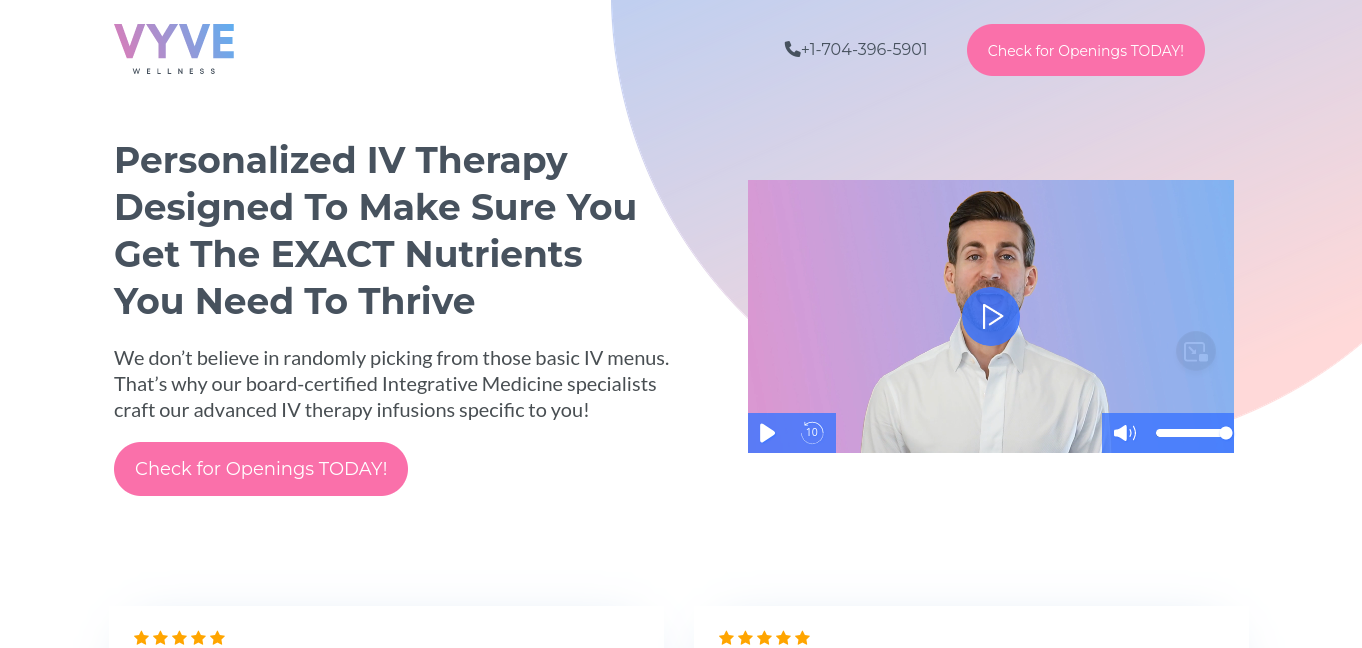 VYVE
WELLNESS
+1-704-396-5901
Check for Openings TODAY!
Personalized IV Therapy
Designed To Make Sure You
Get The EXACT Nutrients
You Need To Thrive
We don’t believe in randomly picking from those basic IV menus.
That’s why our board-certified Integrative Medicine specialists
craft our advanced IV therapy infusions specific to you!
Check for Openings TODAY!
10